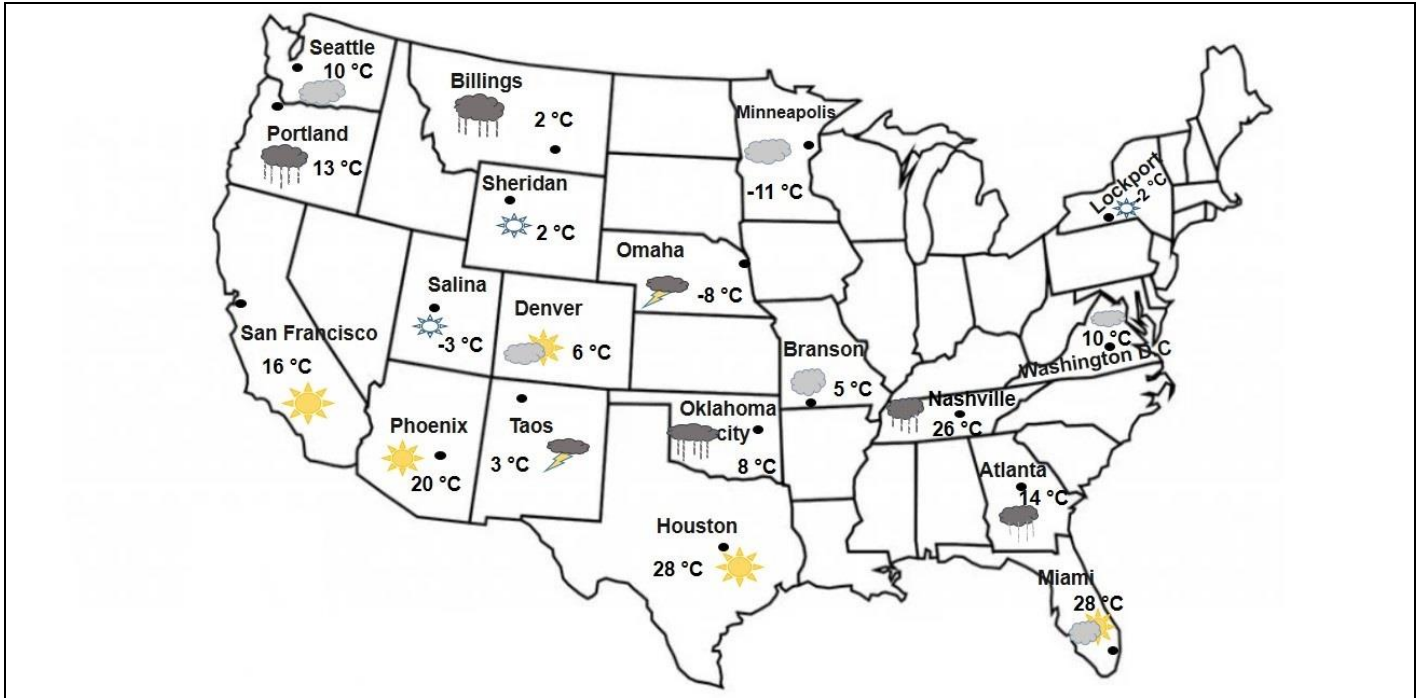 Seattle
10 °C
Billings
2 °C
Minneapolis
-11 °C
Portland
13 °C
Sheridan
2 °C
Lockport
-2 °C
Omaha
-8 °C
Salina
-3 °C
Denver
6 °C
San Francisco
16 °C
Branson
5 °C
10 °C
Washington D C
Phoenix
20 °C
Taos
3 °C
Oklahoma
city
8 °C
Nashville
26 °C
Atlanta
14 °C
Houston
28 °C
Miami
28 °C